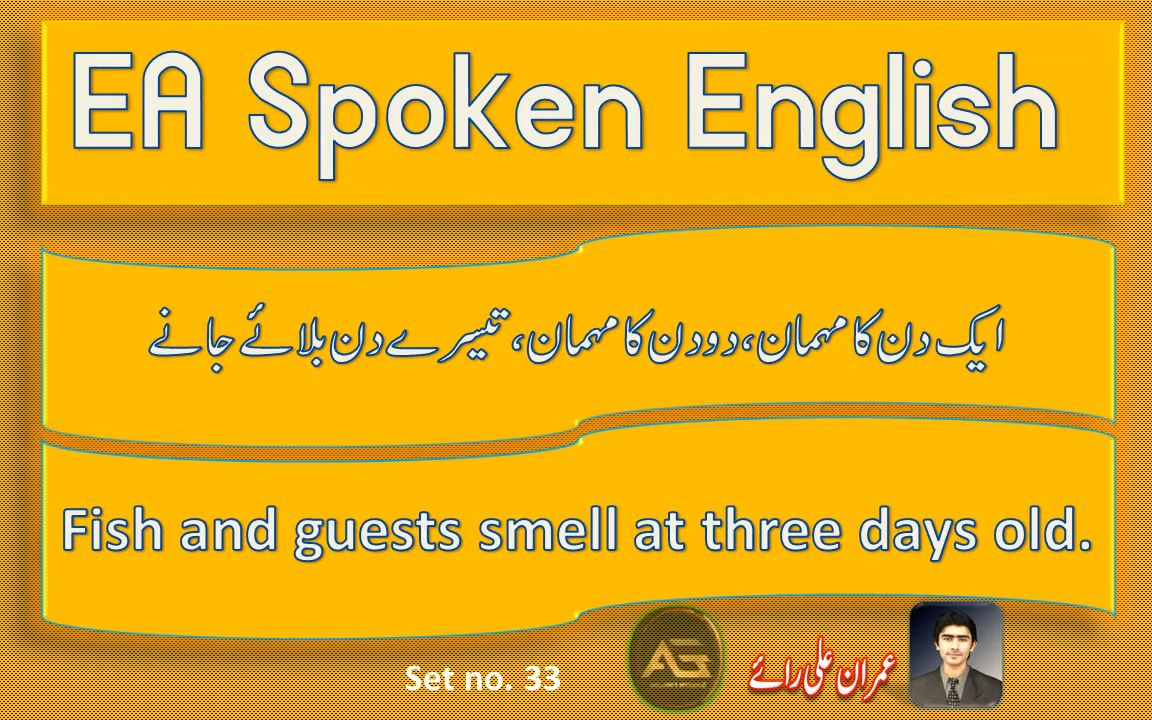 EA Spoken English
ایک دن کا مہمان، دو دن کا مہمان، تیسرے دن بلائے جانے
Fish and guests smell at three days old.
Set no. 33
AG
عمران علی رائے